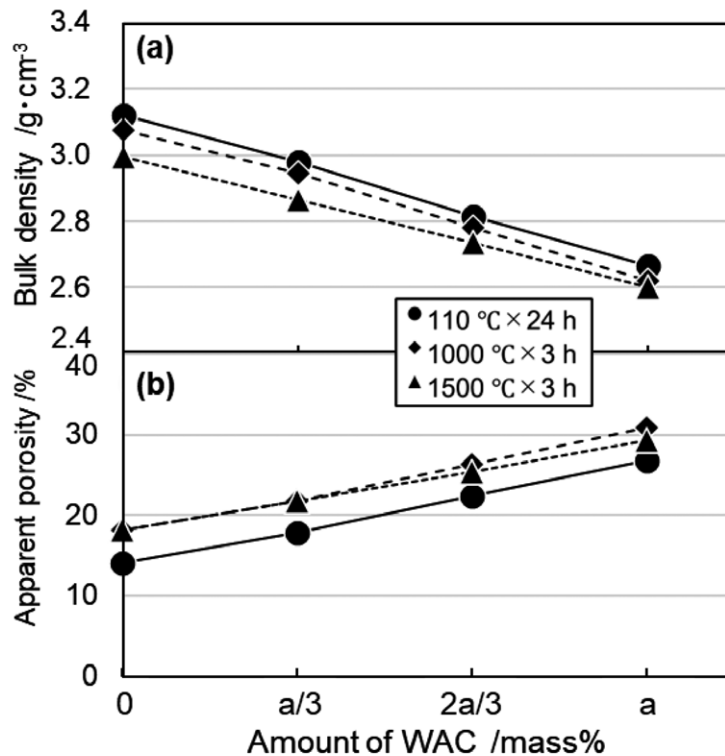 3.4
(a)
3.2
3.0
2.8
2.6
2.4
Bulk density /g･cm-3
● 110 ℃ × 24 h
◆ 1000 ℃ × 3 h
▲ 1500 ℃ × 3 h
40
(b)
30
20
10
0
Apparent porosity /%
0 a/3 2a/3 a
Amount of WAC /mass%